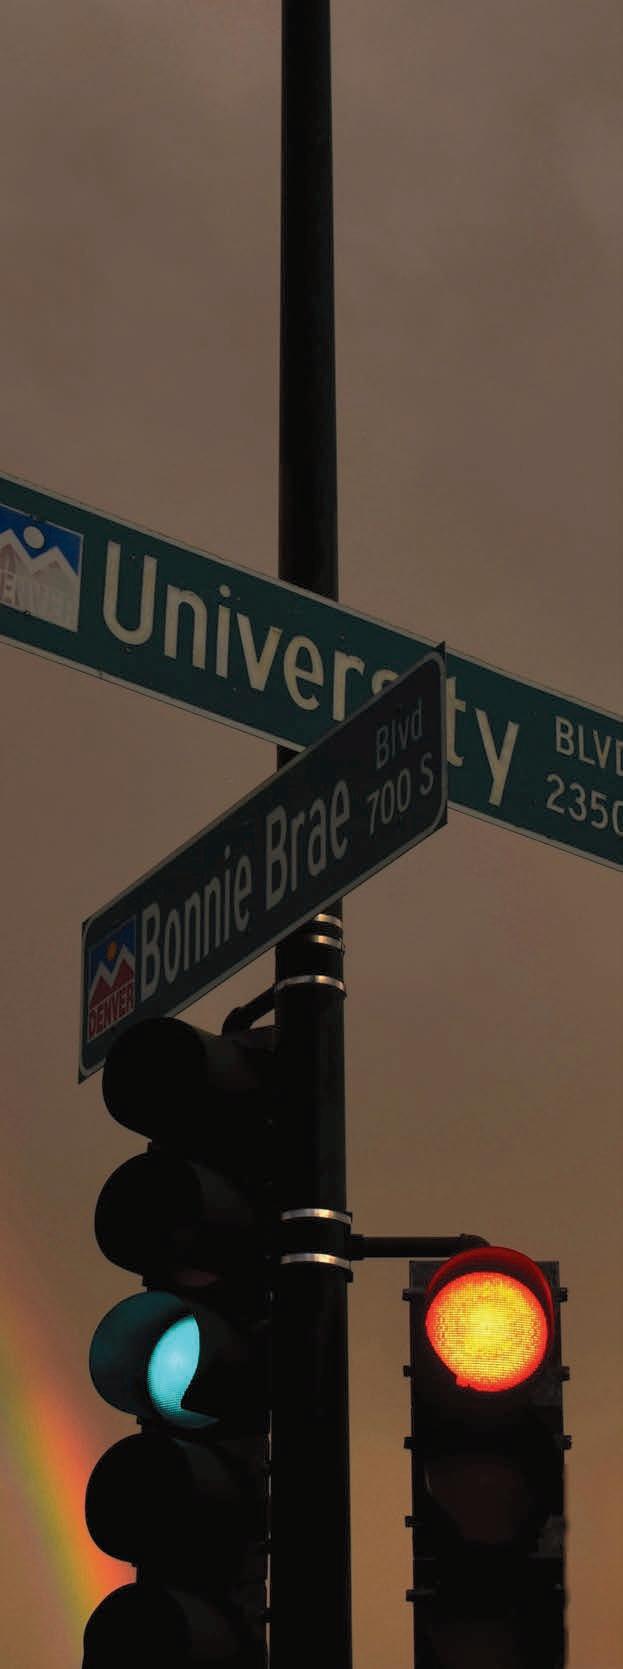 University
BLVD
2350
Bonnie Brae
Blvd
700 S
DENVER